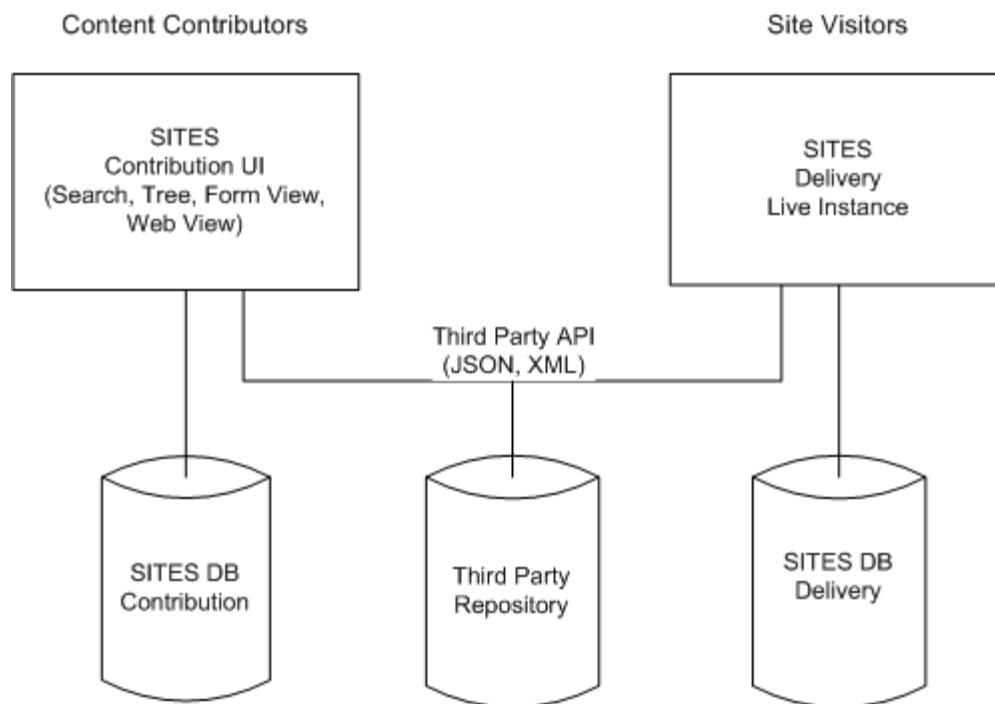 Content Contributors
Site Visitors
SITES
Contribution UI
(Search, Tree, Form View,
Web View)
SITES
Delivery
Live Instance
Third Party API
(JSON, XML)
SITES DB
Contribution
Third Party
Repository
SITES DB
Delivery